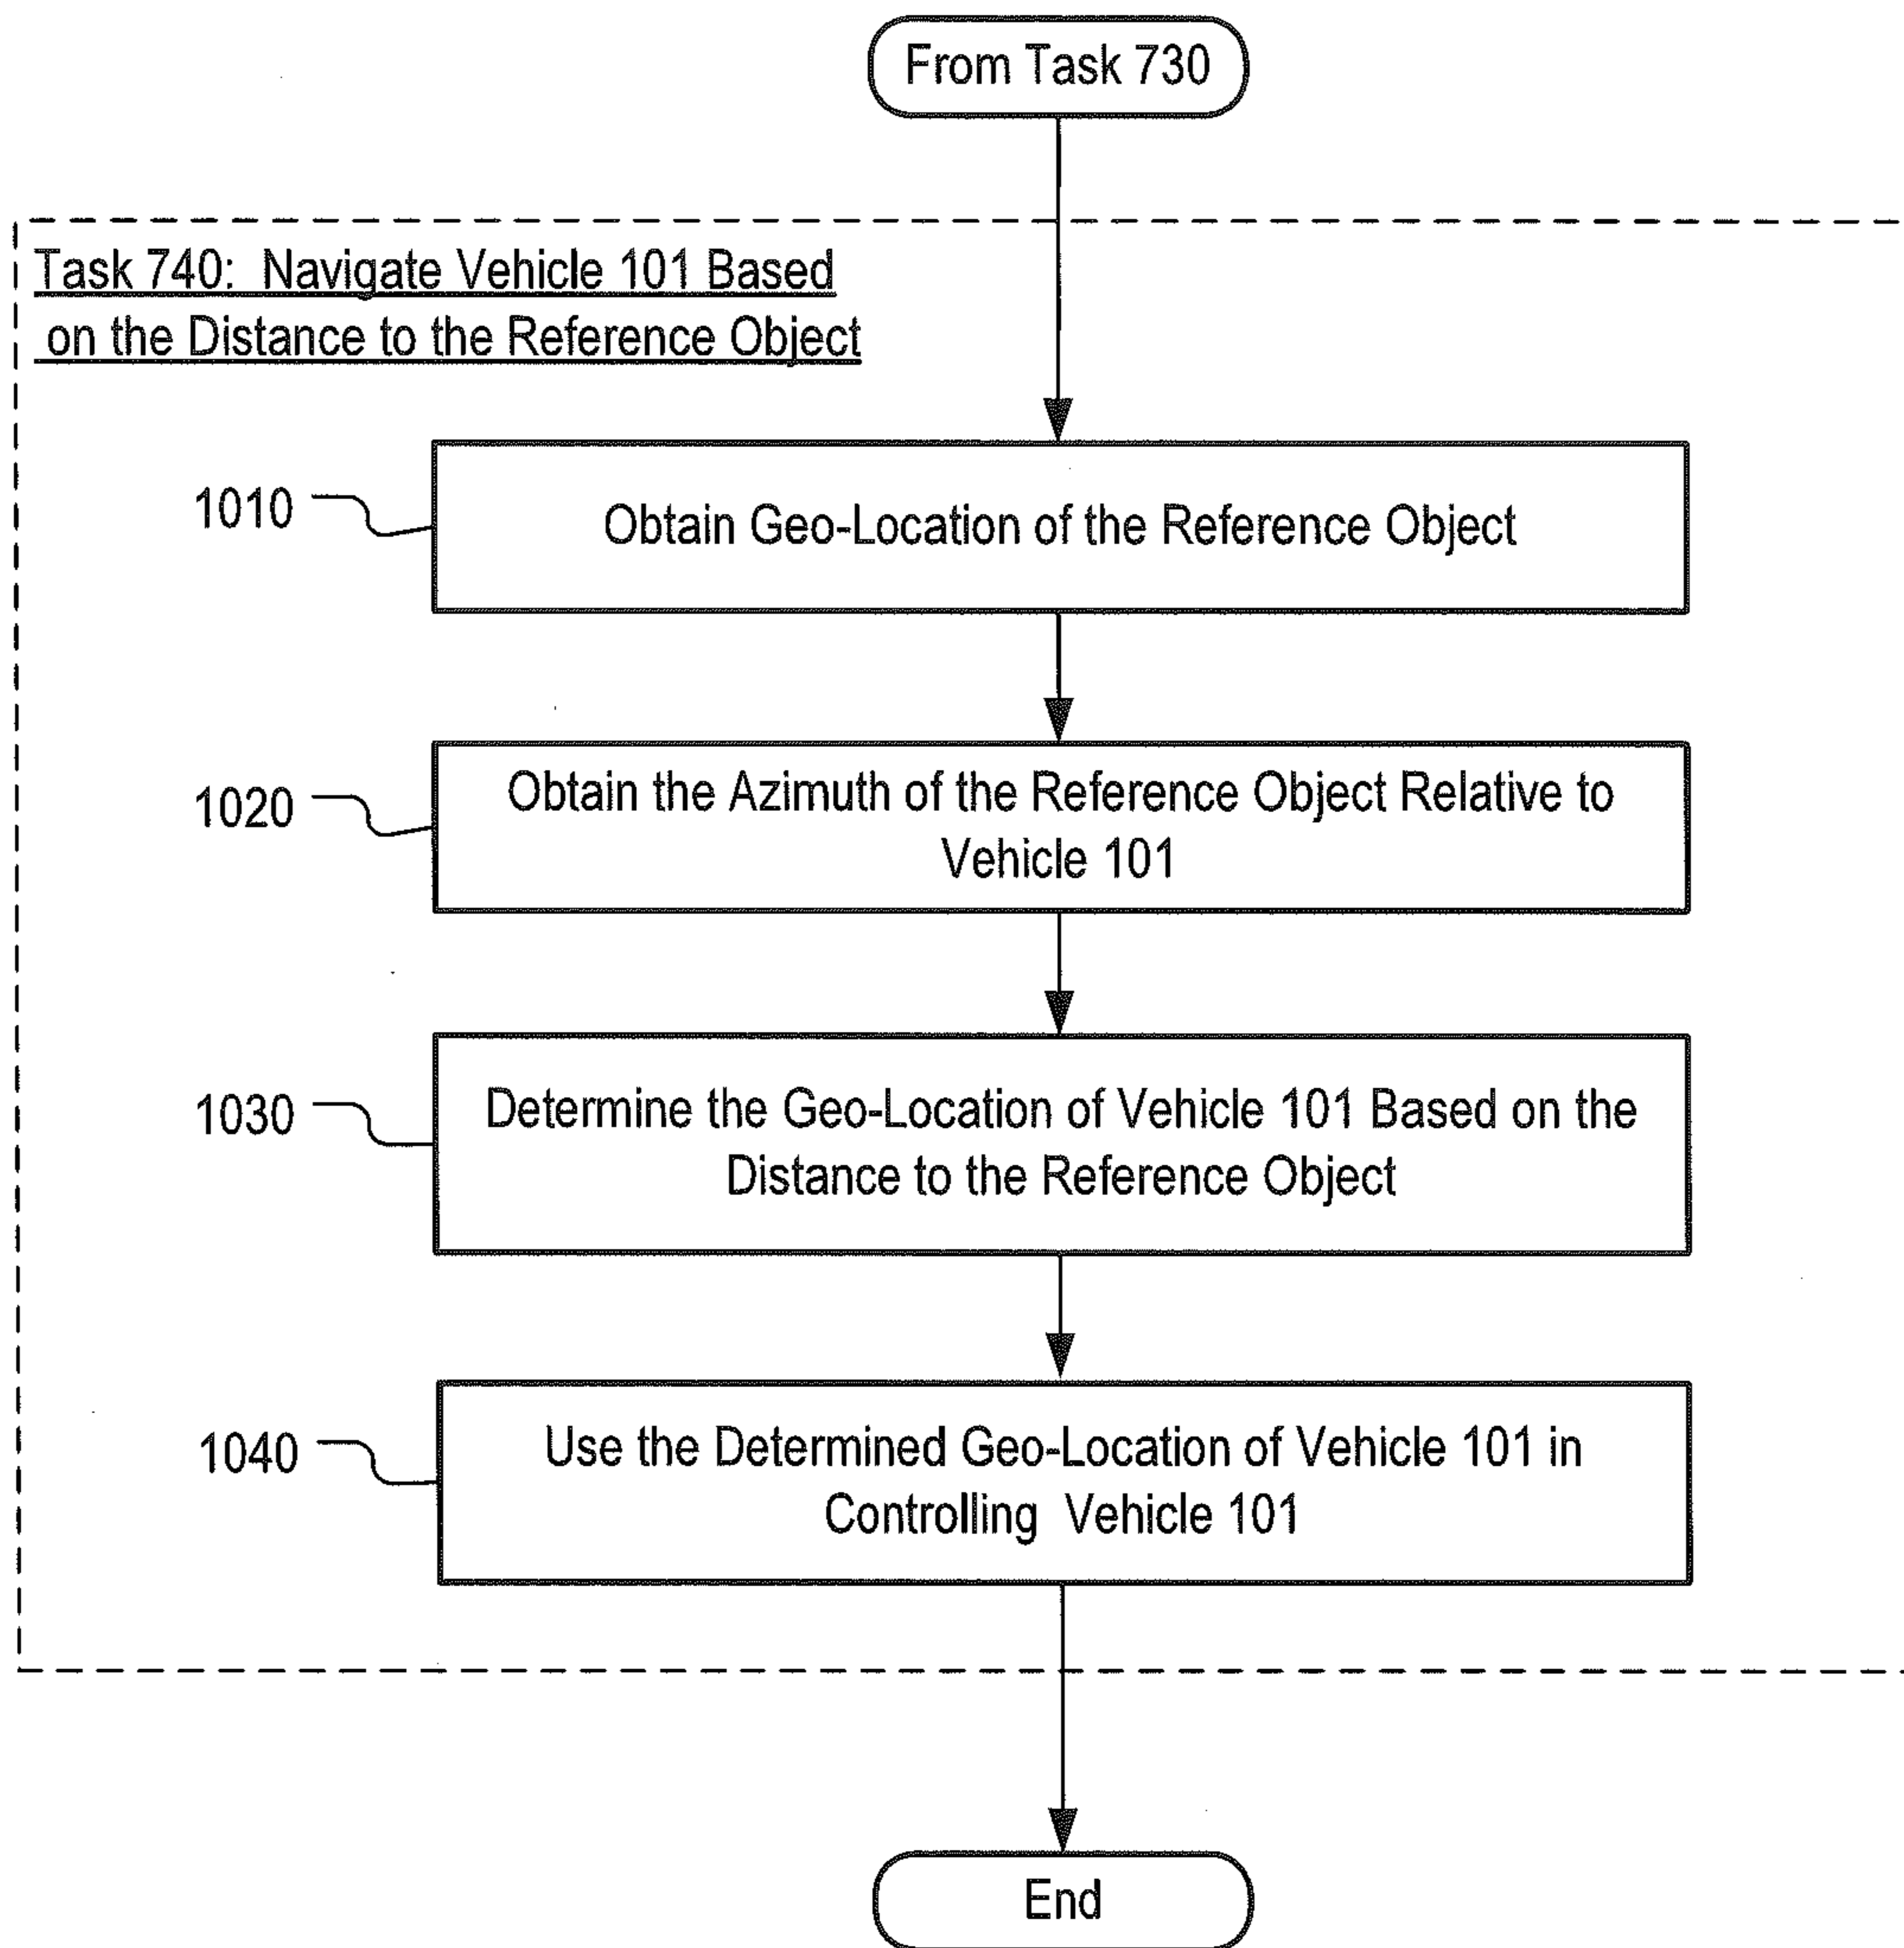 From Task 730
Task 740: Navigate Vehicle 101 Based
on the Distance to the Reference Object
1010
Obtain Geo-Location of the Reference Object
1020
Obtain the Azimuth of the Reference Object Relative to
Vehicle 101
1030
Determine the Geo-Location of Vehicle 101 Based on the
Distance to the Reference Object
1040
Use the Determined Geo-Location of Vehicle 101 in
Controlling Vehicle 101
End